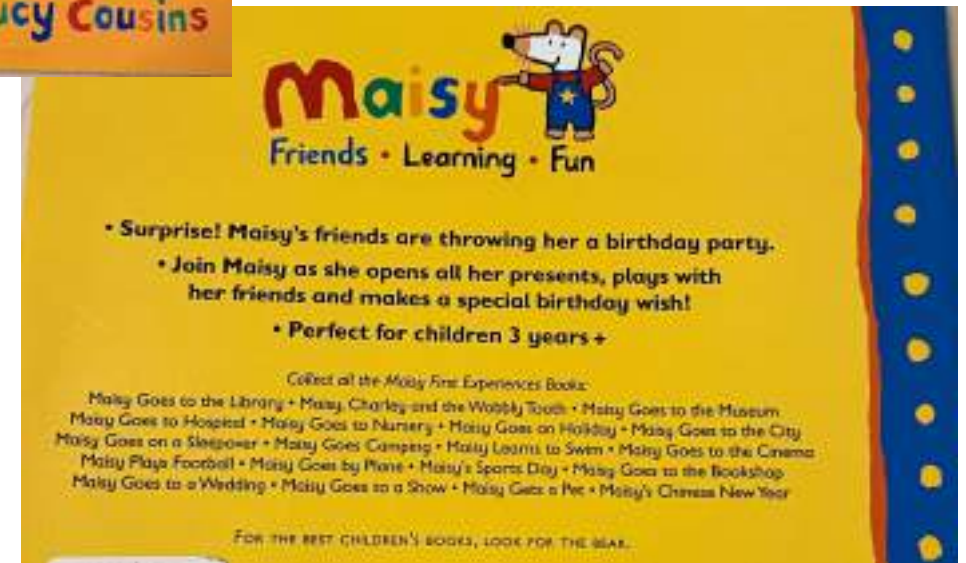 ucy Cousins
Maisy
Friends • Learning • Fun
• Surprise! Maisy's friends are throwing her a birthday party.
• Join Maisy as she opens all her presents, plays with
her friends and makes a special birthday wish!
• Perfect for children 3 years +
Collect all the Maisy First Experiences Books:
Maisy Goes to the Library • Maisy, Charley and the Wobbly Tooth • Maisy Goes to the Museum
Maisy Goes to Hospital • Maisy Goes to Nursery • Maisy Goes on Holiday • Maisy Goes to the City
Maisy Goes on a Sleepover • Maisy Goes Camping • Maisy Learns to Swim • Maisy Goes to the Cinema
Maisy Plays Football • Maisy Goes by Plane • Maisy's Sports Day • Maisy Goes to the Bookshop
Maisy Goes to a Wedding • Maisy Goes to a Show • Maisy Gets a Pet • Maisy's Chinese New Year
FOR THE BEST CHILDREN'S BOOKS, LOOK FOR THE BEAR.